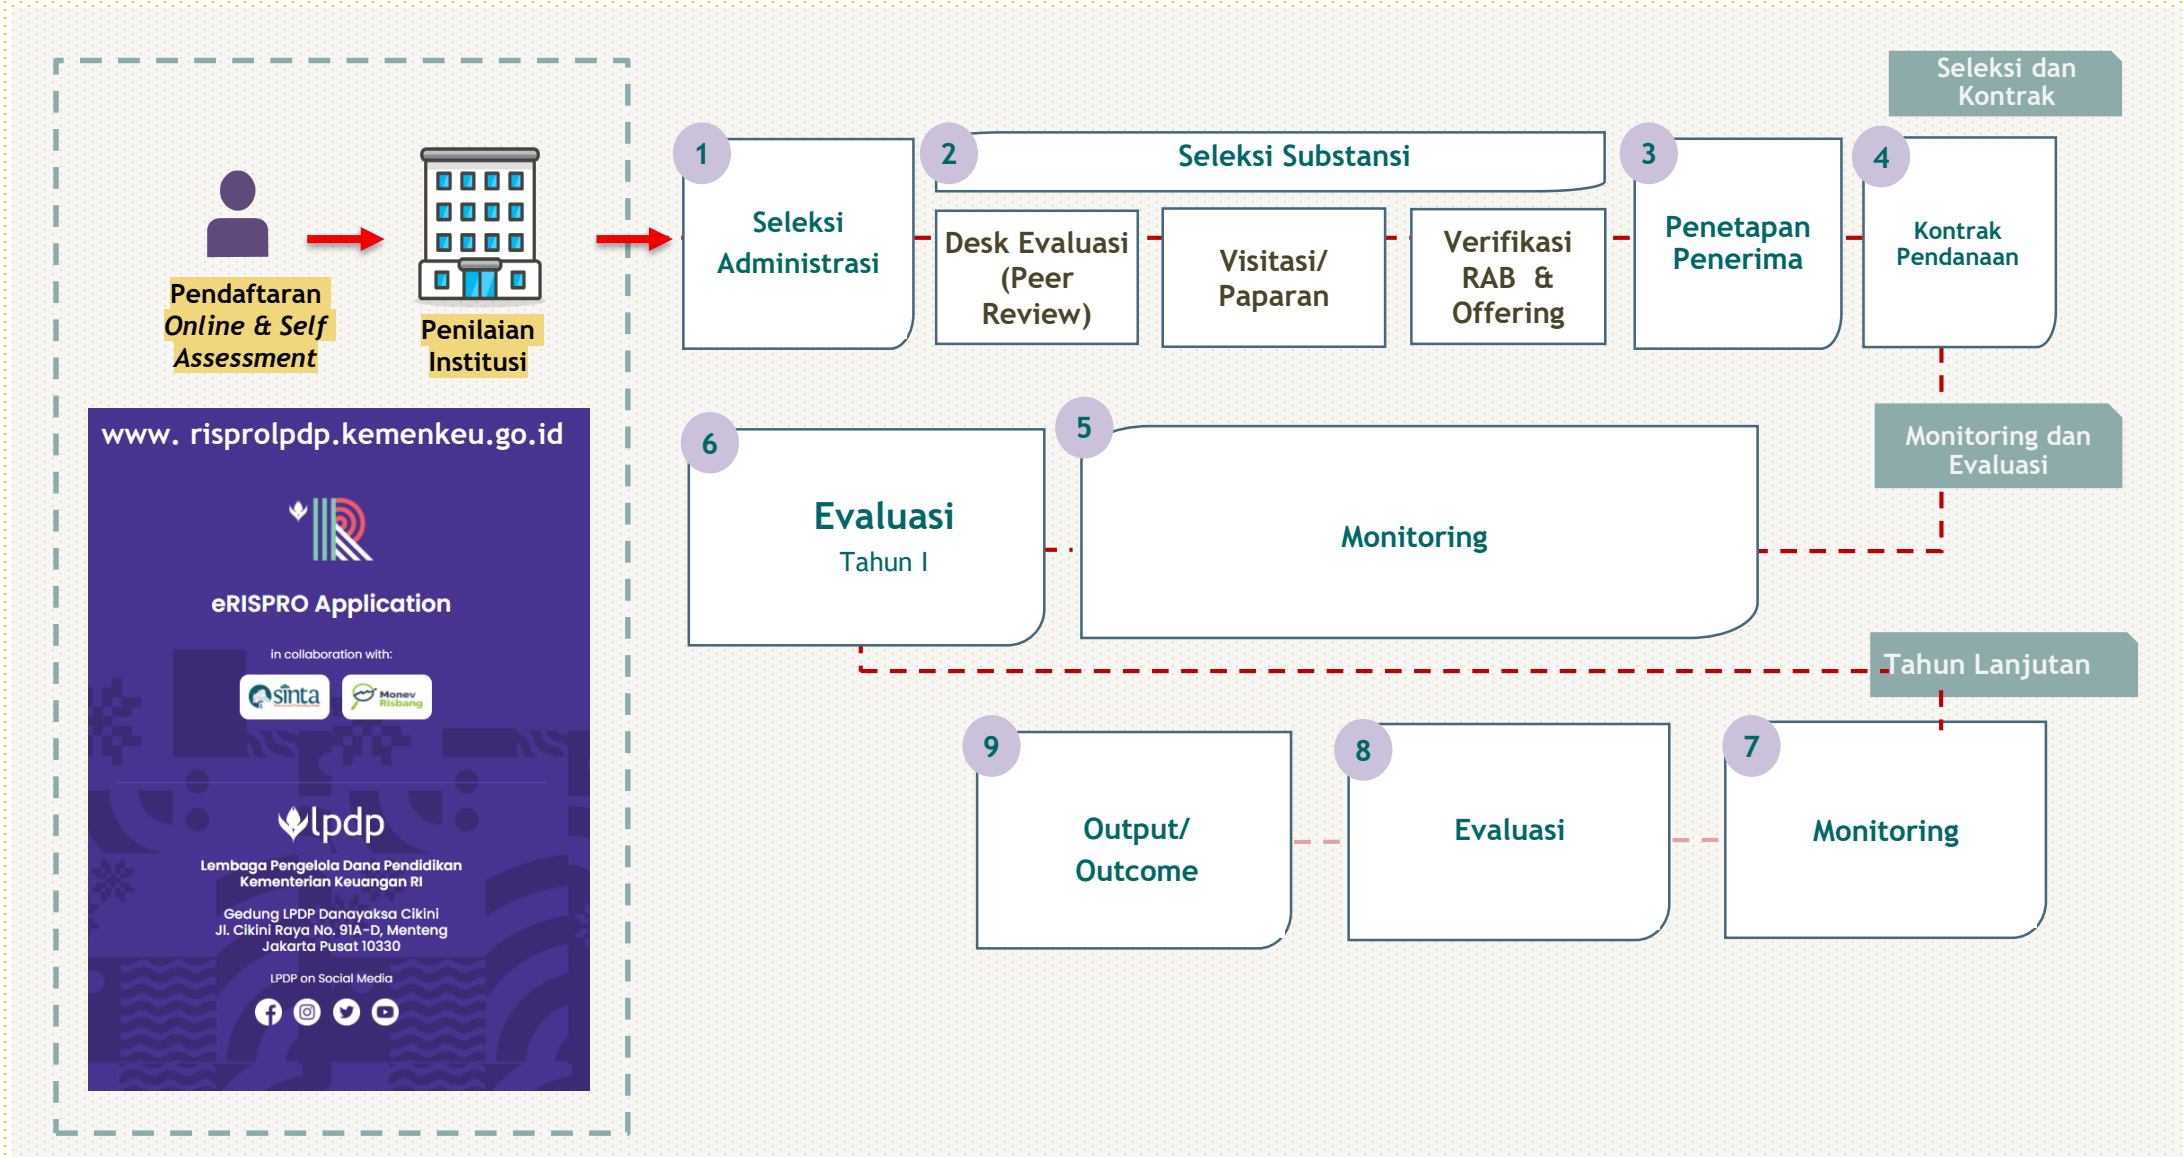 Pendaftaran
Online & Self
Assessment
Penilaian
Institusi
www. risprolpdp.kemenkeu.go.id
eRISPRO Application
in collaboration with:
sinta
Monev
Risbang
lpdp
Lembaga Pengelola Dana Pendidikan
Kementerian Keuangan RI
Gedung LPDP Danayaksa Cikini
Jl. Cikini Raya No. 91A-D, Menteng
Jakarta Pusat 10330
LPDP on Social Media
Seleksi dan
Kontrak
1
Seleksi
Administrasi
2
Seleksi Substansi
Desk Evaluasi
(Peer
Review)
Visitasi/
Paparan
Verifikasi
RAB & 
Offering
3
Penetapan
Penerima
4
Kontrak
Pendanaan
Monitoring dan
Evaluasi
5
Monitoring
6
Evaluasi
Tahun I
Tahun Lanjutan
7
Monitoring
8
Evaluasi
9
Output/
Outcome